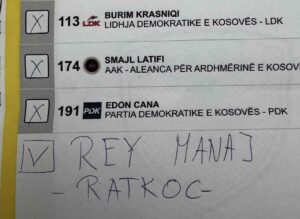 113 LDK BURIM KRASNIQI
LIDHJA DEMOKRATIKE E KOSOVËS - LDK
174 SMAJL LATIFI
AAK - ALEANCA PËR ARDHMËRINË E KOSOV
191 PDK EDON CANA
PARTIA DEMOKRATIKE E KOSOVËS - PDK
REY MANAJ
- RATKOC -